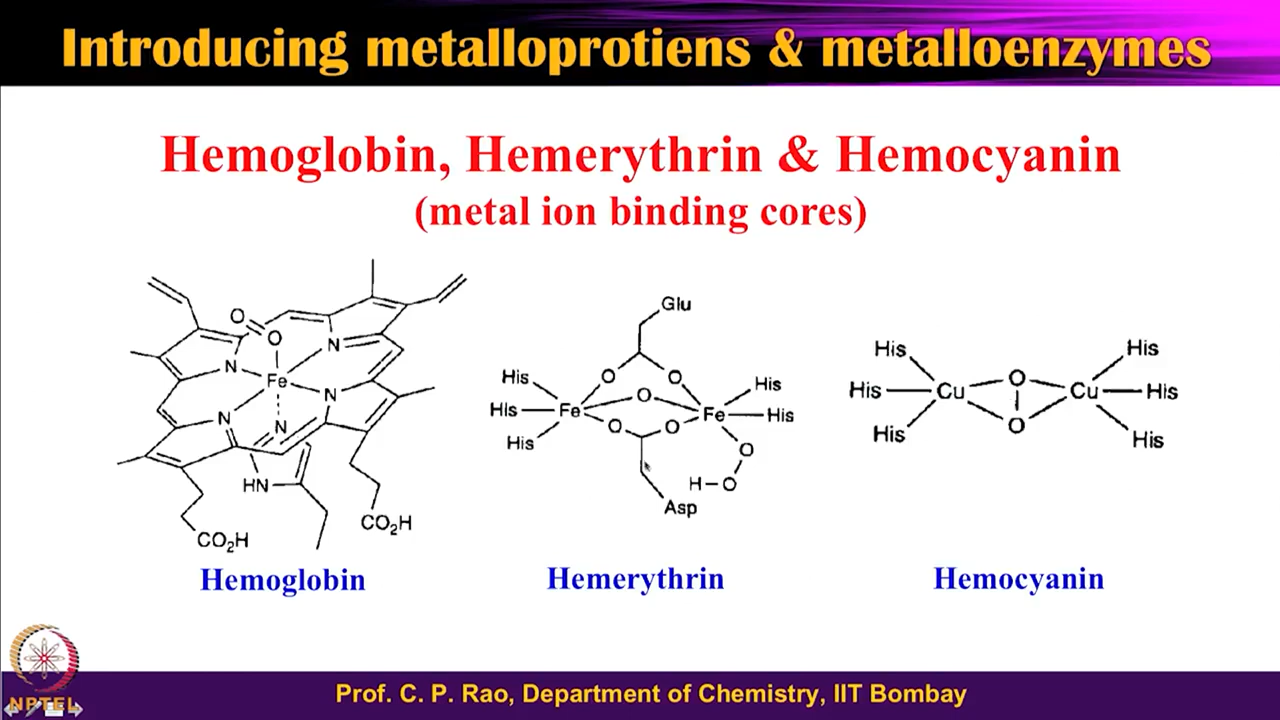 Introducing metalloprotiens & metalloenzymes
Hemoglobin, Hemerythrin & Hemocyanin
(metal ion binding cores)
O
O
N
N
Fe
N
N
N
HN
CO2H
CO2H
Hemoglobin
Glu
O
O
His
His
His
Fe
O
Fe
His
His
O
O
O
H-O
Asp
Hemerythrin
His
His
His
Cu
O
O
Cu
His
His
His
Hemocyanin
NPTEL
Prof. C. P. Rao, Department of Chemistry, IIT Bombay